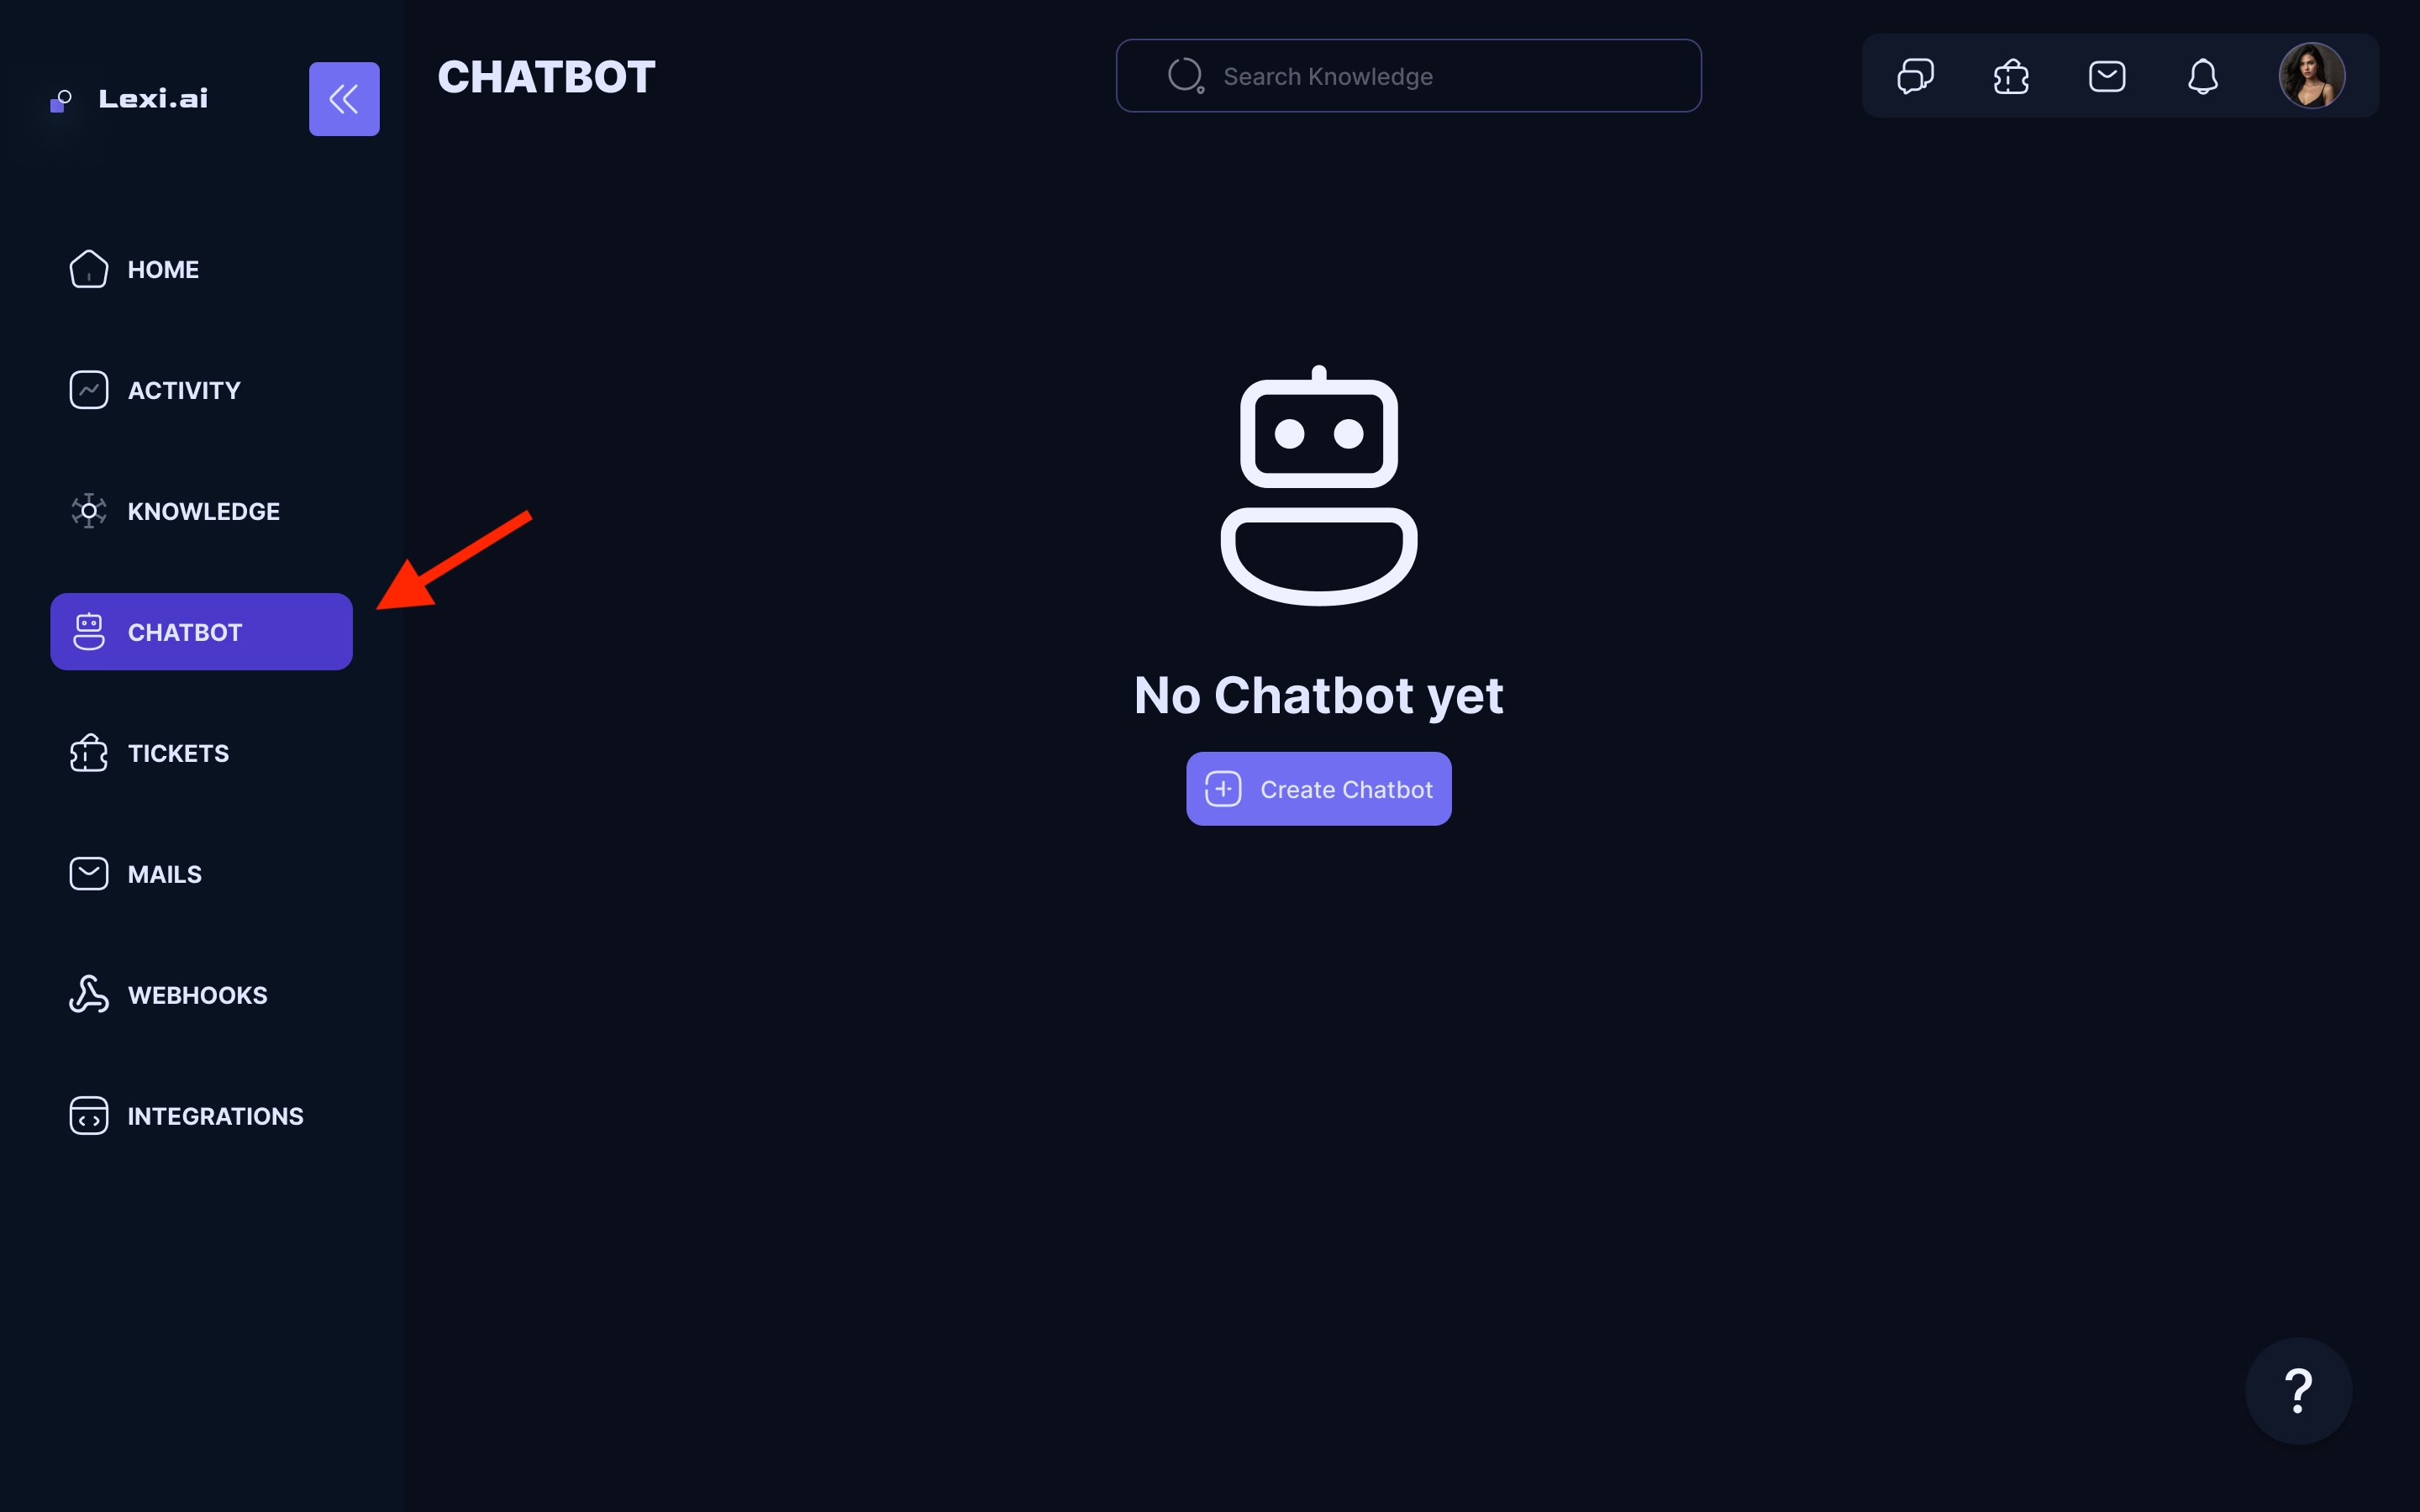 Lexi.ai
CHATBOT
Search Knowledge
HOME
ACTIVITY
KNOWLEDGE
CHATBOT
TICKETS
MAILS
WEBHOOKS
INTEGRATIONS
No Chatbot yet
Create Chatbot
?